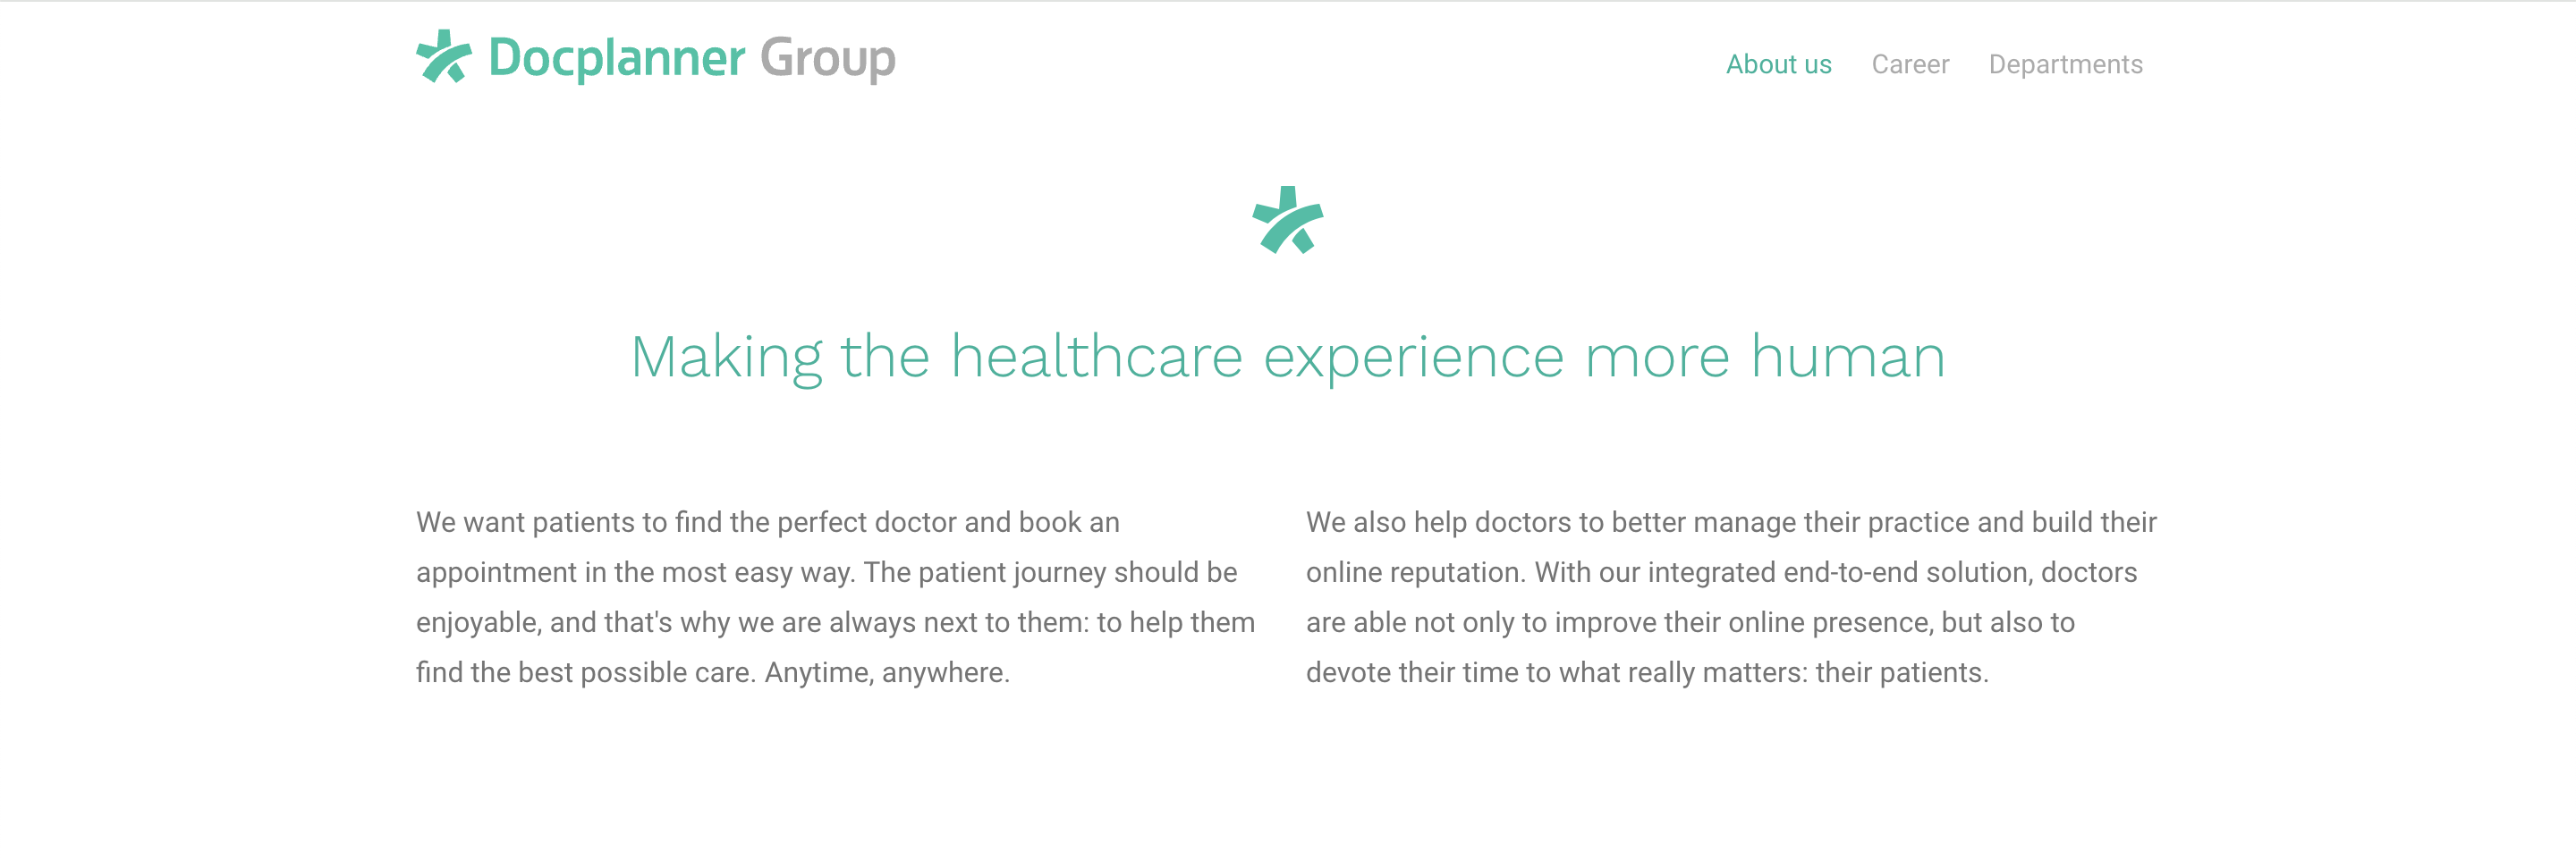 Docplanner Group
About us Career Departments
Making the healthcare experience more human
We want patients to find the perfect doctor and book an
appointment in the most easy way. The patient journey should be
enjoyable, and that's why we are always next to them: to help them
find the best possible care. Anytime, anywhere.
We also help doctors to better manage their practice and build their
online reputation. With our integrated end-to-end solution, doctors
are able not only to improve their online presence, but also to
devote their time to what really matters: their patients.